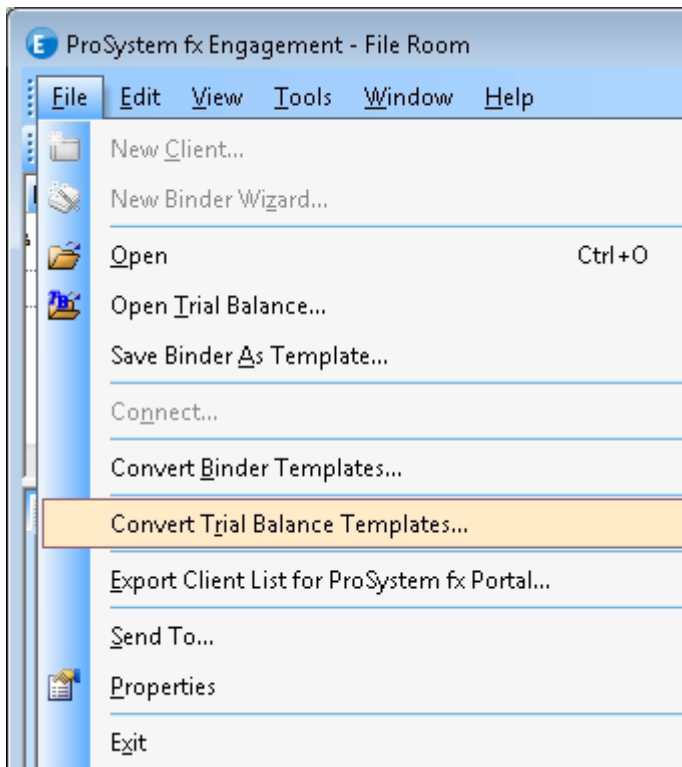 ProSystem fx Engagement - File Room
File Edit View Tools Window Help
New Client...
New Binder Wizard...
Open Ctrl+O
Open Trial Balance...
Save Binder As Template...
Connect...
Convert Binder Templates...
Convert Trial Balance Templates...
Export Client List for ProSystem fx Portal...
Send To...
Properties
Exit